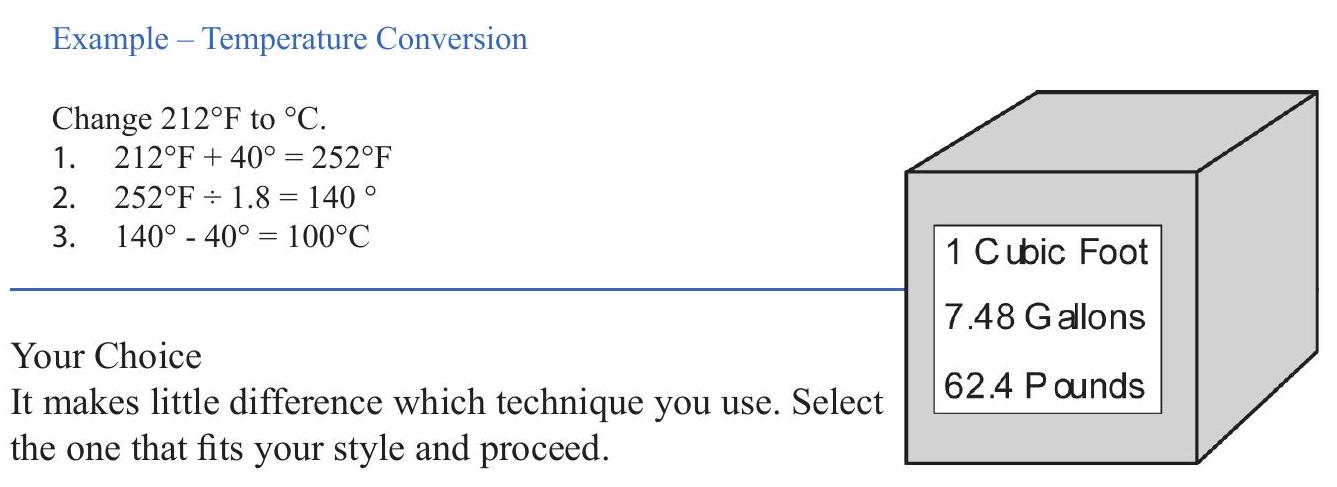 Example – Temperature Conversion
Change 212°F to °C.
1. 212°F + 40° = 252°F
2. 252°F ÷ 1.8 = 140 °
3. 140° - 40° = 100°C
Your Choice
It makes little difference which technique you use. Select
the one that fits your style and proceed.
1 Cubic Foot
7.48 Gallons
62.4 Pounds